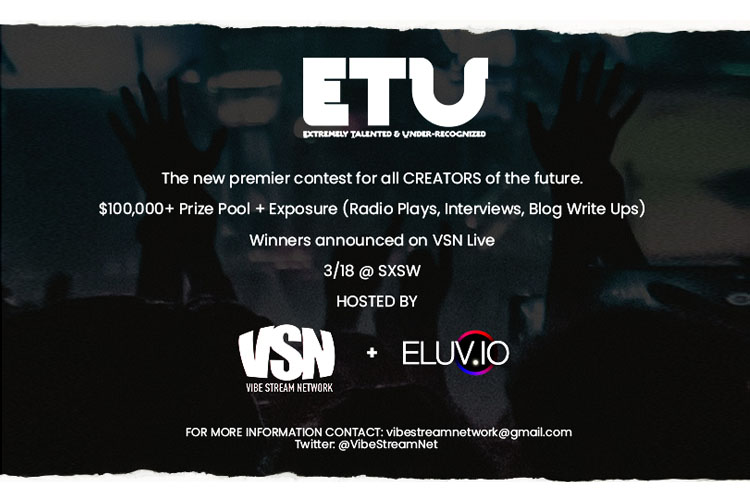 ETU
EXTREMELY TALENTED & UNDER-RECOGNIZED
The new premier contest for all CREATORS of the future.
$100,000+ Prize Pool + Exposure (Radio Plays, Interviews, Blog Write Ups)
Winners announced on VSN Live
3/18 @ SXSW
HOSTED BY
VSN + ELUV.IO
VIBE STREAM NETWORK
FOR MORE INFORMATION CONTACT: vibestreamnetwork@gmail.com
Twitter: @VibeStreamNet